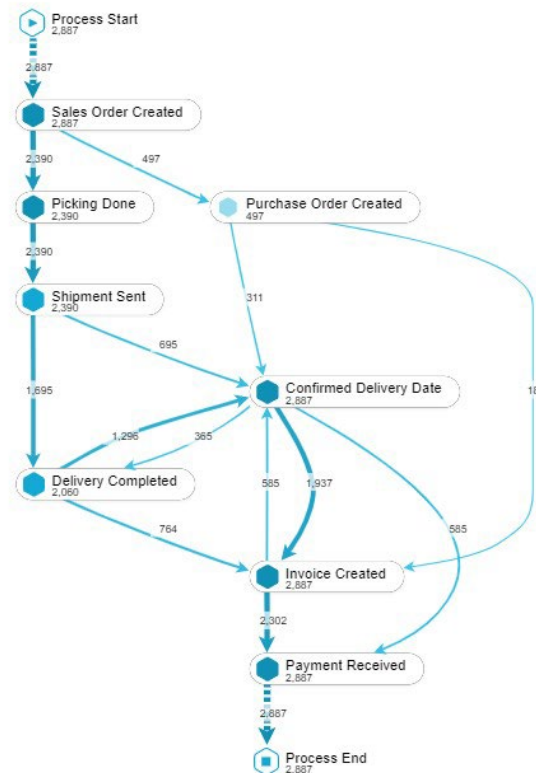 Process Start
2,887
2,887
Sales Order Created
2,887
2,390
497
Picking Done
2,390
Purchase Order Created
497
2,390
311
Shipment Sent
2,390
695
18
1,695
Confirmed Delivery Date
2,887
1,296
365
Delivery Completed
2,060
585
1,937
764
585
Invoice Created
2,887
2,302
Payment Received
2,887
2,887
Process End
2,887